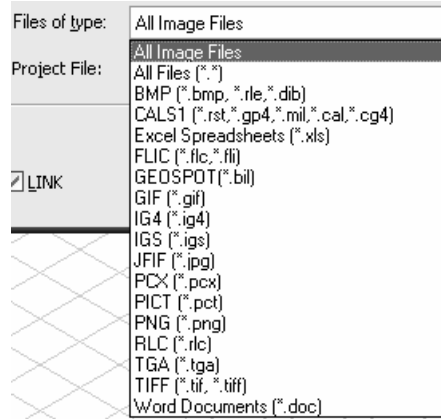 Files of type: All Image Files
All Image Files
Project File:
All Files (*.*)
BMP (*.bmp, *.rle,*.dib)
CALS1 (*.rst,*.gp4,*.mil,*.cal,*.cg4)
Excel Spreadsheets (*.xls)
FLIC (*.flc,*.fli)
GEOSPOT(*.bil)
LINK
GIF (*.gif)
IG4 (*.ig4)
IGS (*.igs)
JFIF (*.jpg)
PCX (*.pcx)
PICT (*.pct)
PNG (*.png)
RLC (*.rlc)
TGA (*.tga)
TIFF (*.tif, *.tiff)
Word Documents (*.doc)